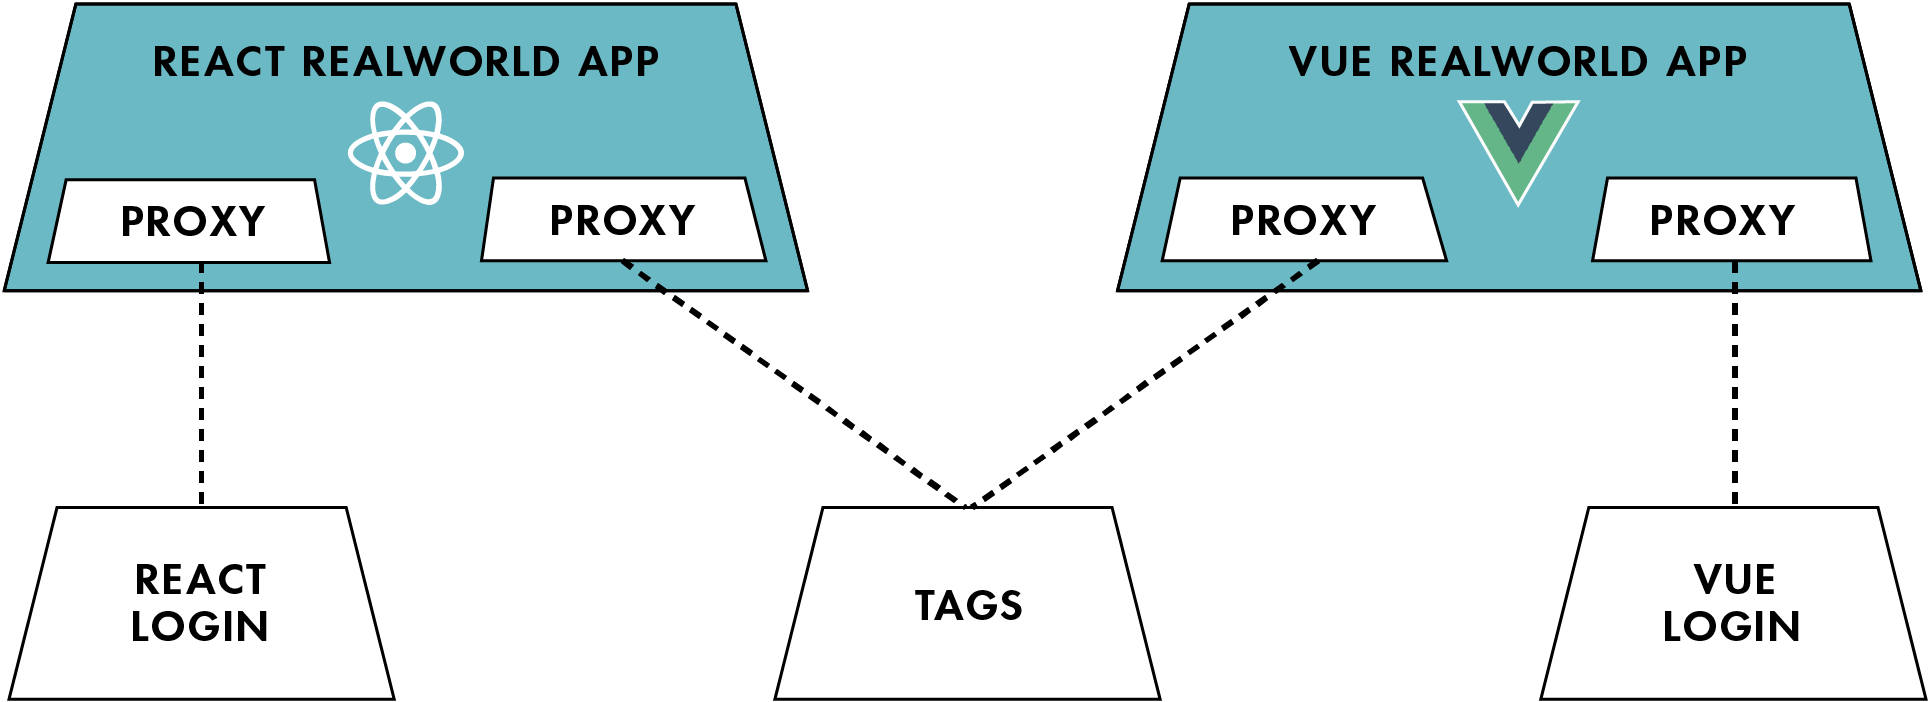 REACT REALWORLD APP
VUE REALWORLD APP
PROXY
PROXY
PROXY
PROXY
REACT
LOGIN
TAGS
VUE
LOGIN